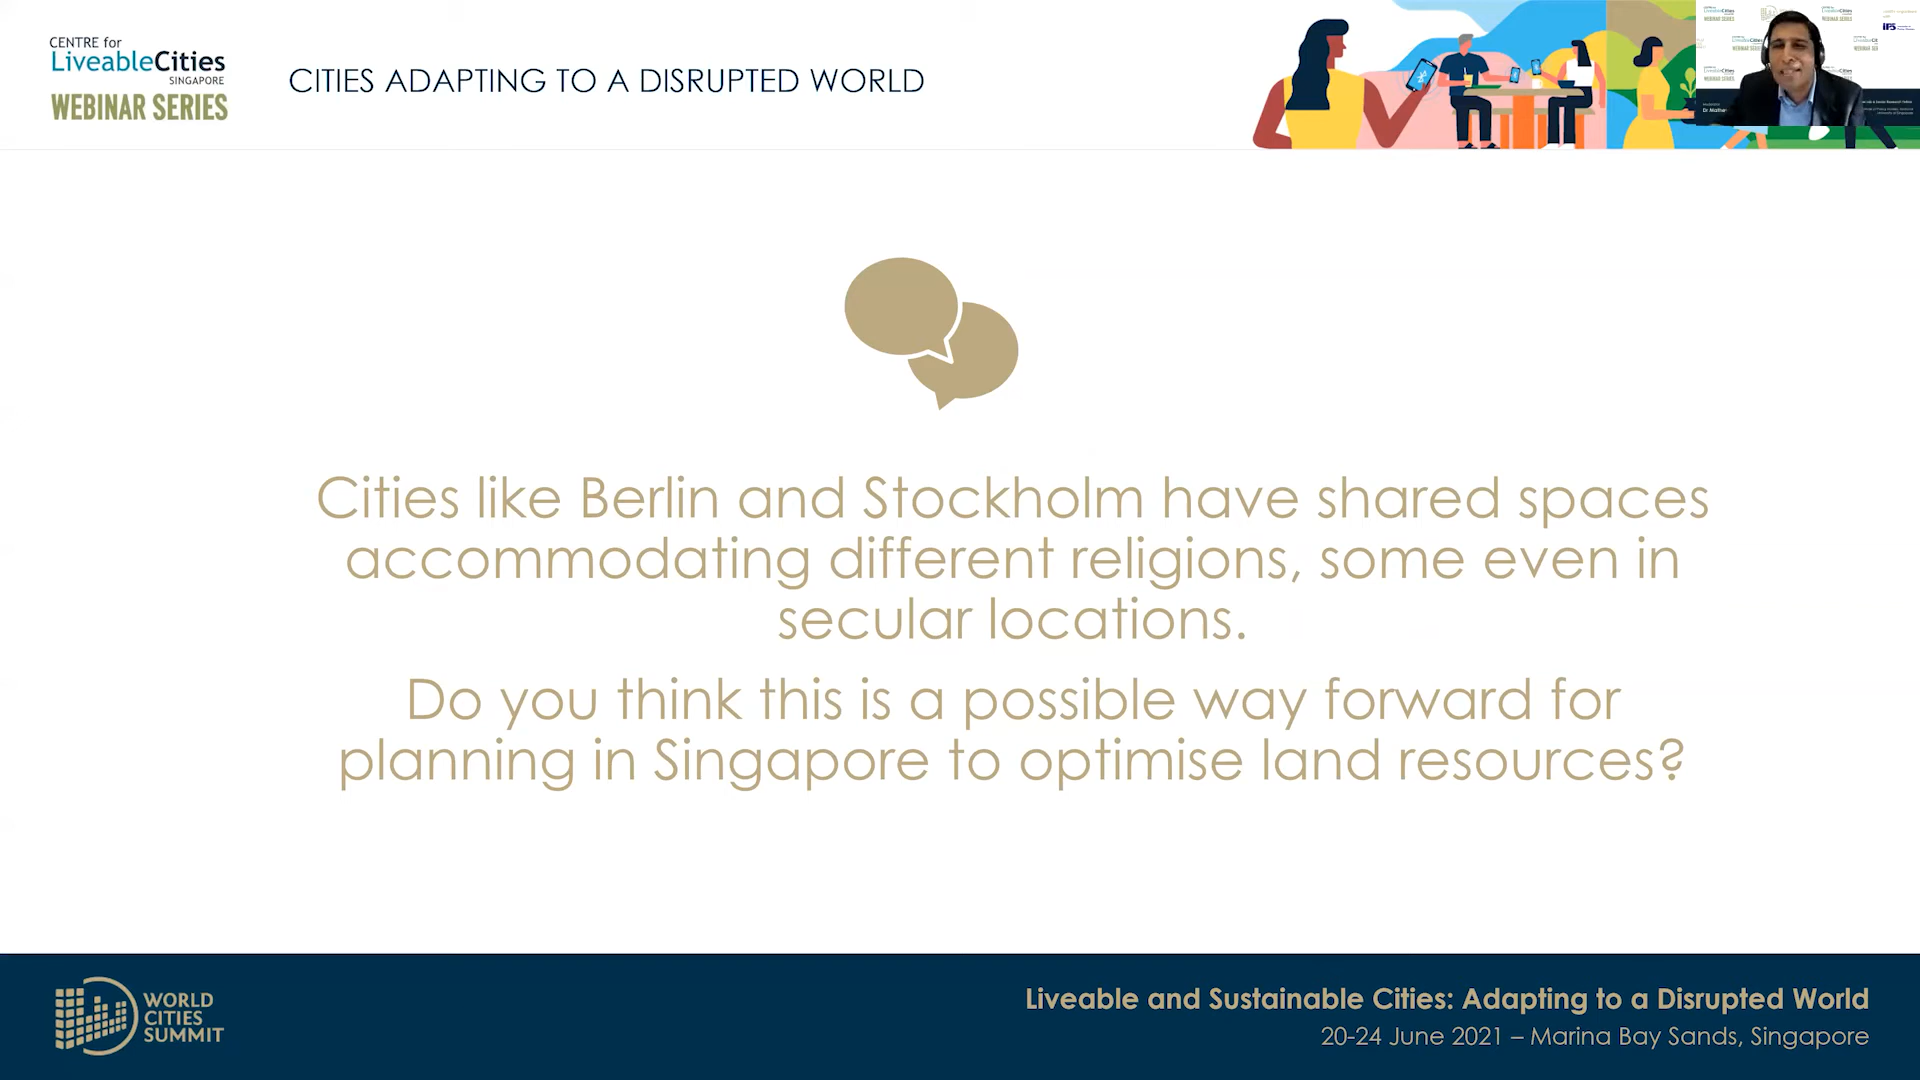 CENTRE for
LiveableCities
SINGAPORE
WEBINAR SERIES
CITIES ADAPTING TO A DISRUPTED WORLD
WEBINAR SERIES
ips
Cities like Berlin and Stockholm have shared spaces
accommodating different religions, some even in
secular locations.
Do you think this is a possible way forward for
planning in Singapore to optimise land resources?
WORLD
CITIES
SUMMIT
Liveable and Sustainable Cities: Adapting to a Disrupted World
20-24 June 2021 – Marina Bay Sands, Singapore